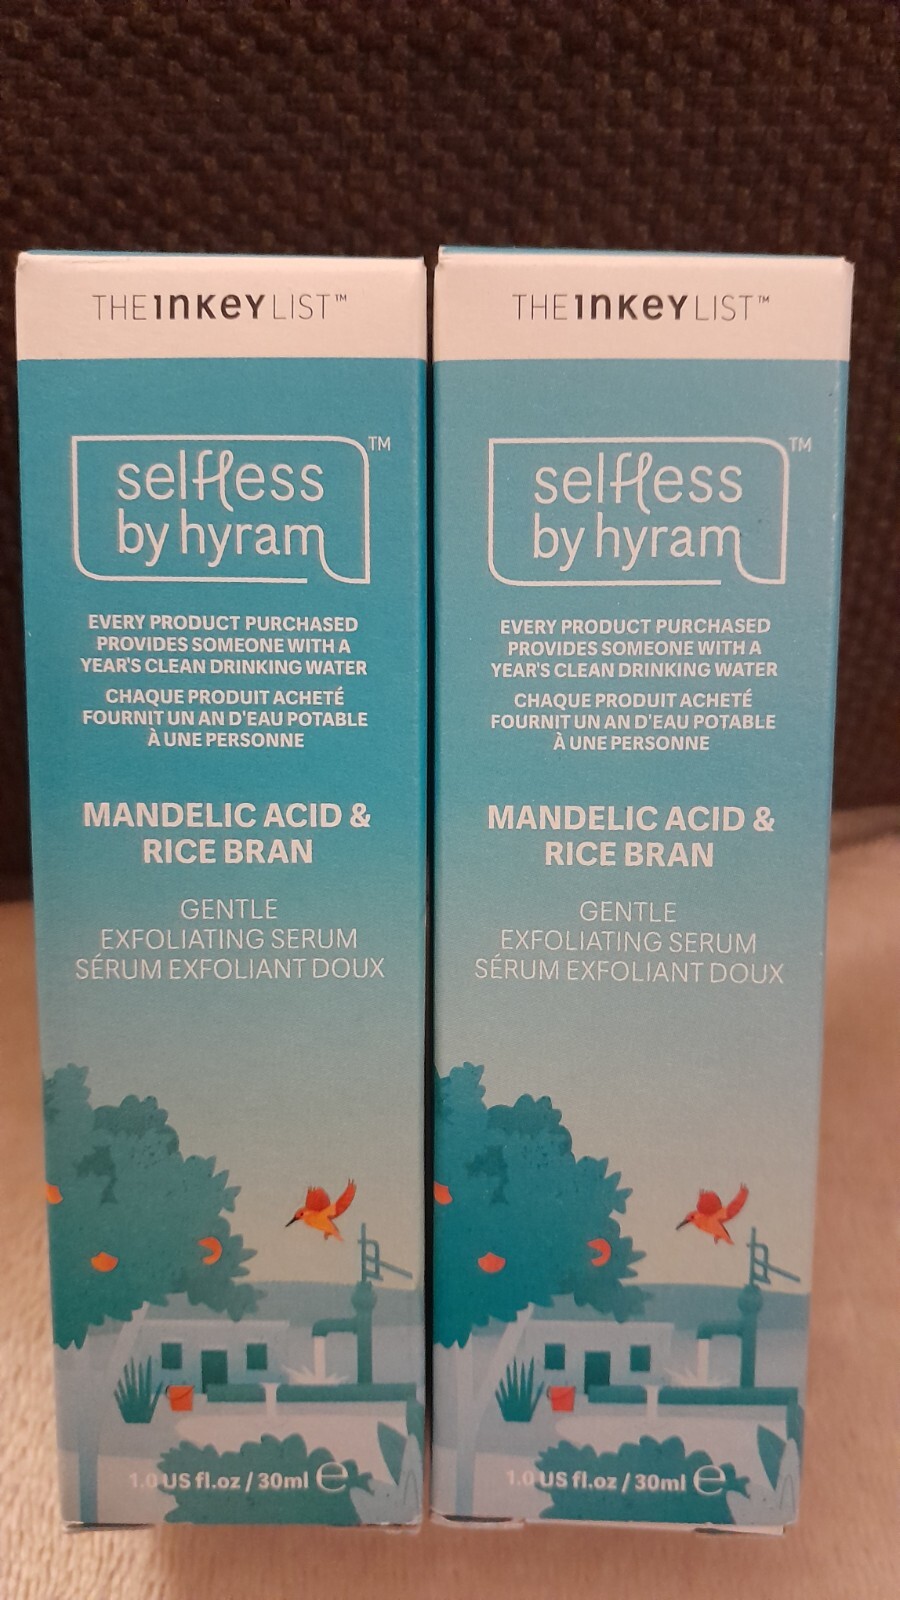 THE INKEY LIST™
selfless™
by hyram
EVERY PRODUCT PURCHASED
PROVIDES SOMEONE WITH A
YEAR'S CLEAN DRINKING WATER
CHAQUE PRODUIT ACHETÉ
FOURNIT UN AN D'EAU POTABLE
À UNE PERSONNE
MANDELIC ACID &
RICE BRAN
GENTLE
EXFOLIATING SERUM
SÉRUM EXFOLIANT DOUX
1.0 US fl.oz / 30ml ℮
THE INKEY LIST™
selfless™
by hyram
EVERY PRODUCT PURCHASED
PROVIDES SOMEONE WITH A
YEAR'S CLEAN DRINKING WATER
CHAQUE PRODUIT ACHETÉ
FOURNIT UN AN D'EAU POTABLE
À UNE PERSONNE
MANDELIC ACID &
RICE BRAN
GENTLE
EXFOLIATING SERUM
SÉRUM EXFOLIANT DOUX
1.0 US fl.oz / 30ml ℮